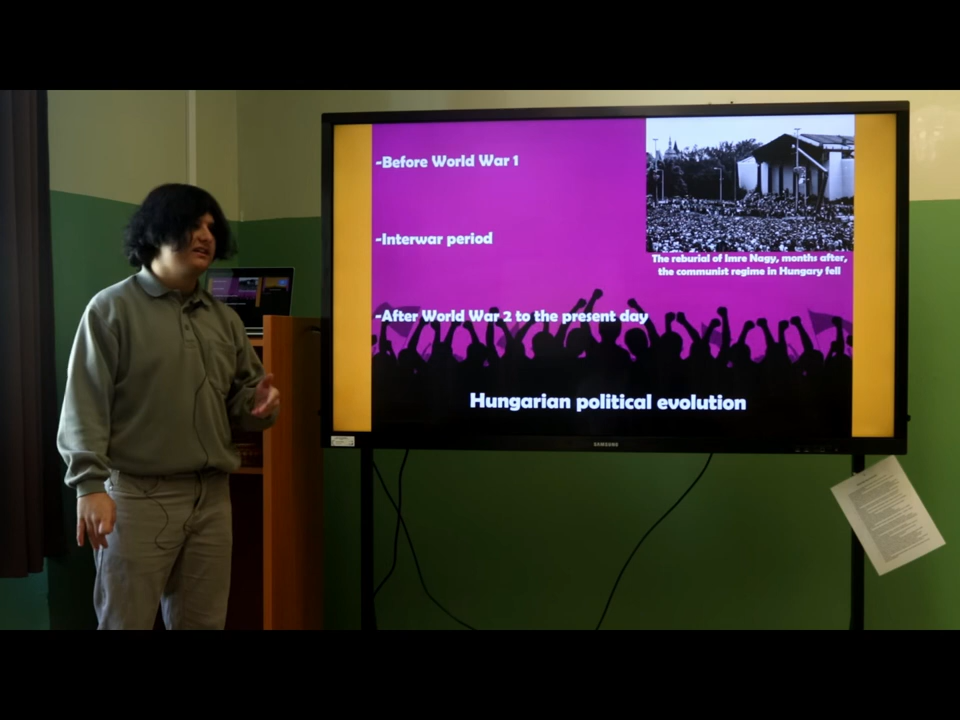 -Before World War 1
-Interwar period
-After World War 2 to the present day
The reburial of Imre Nagy, months after,
the communist regime in Hungary fell
Hungarian political evolution
SAMSUNG